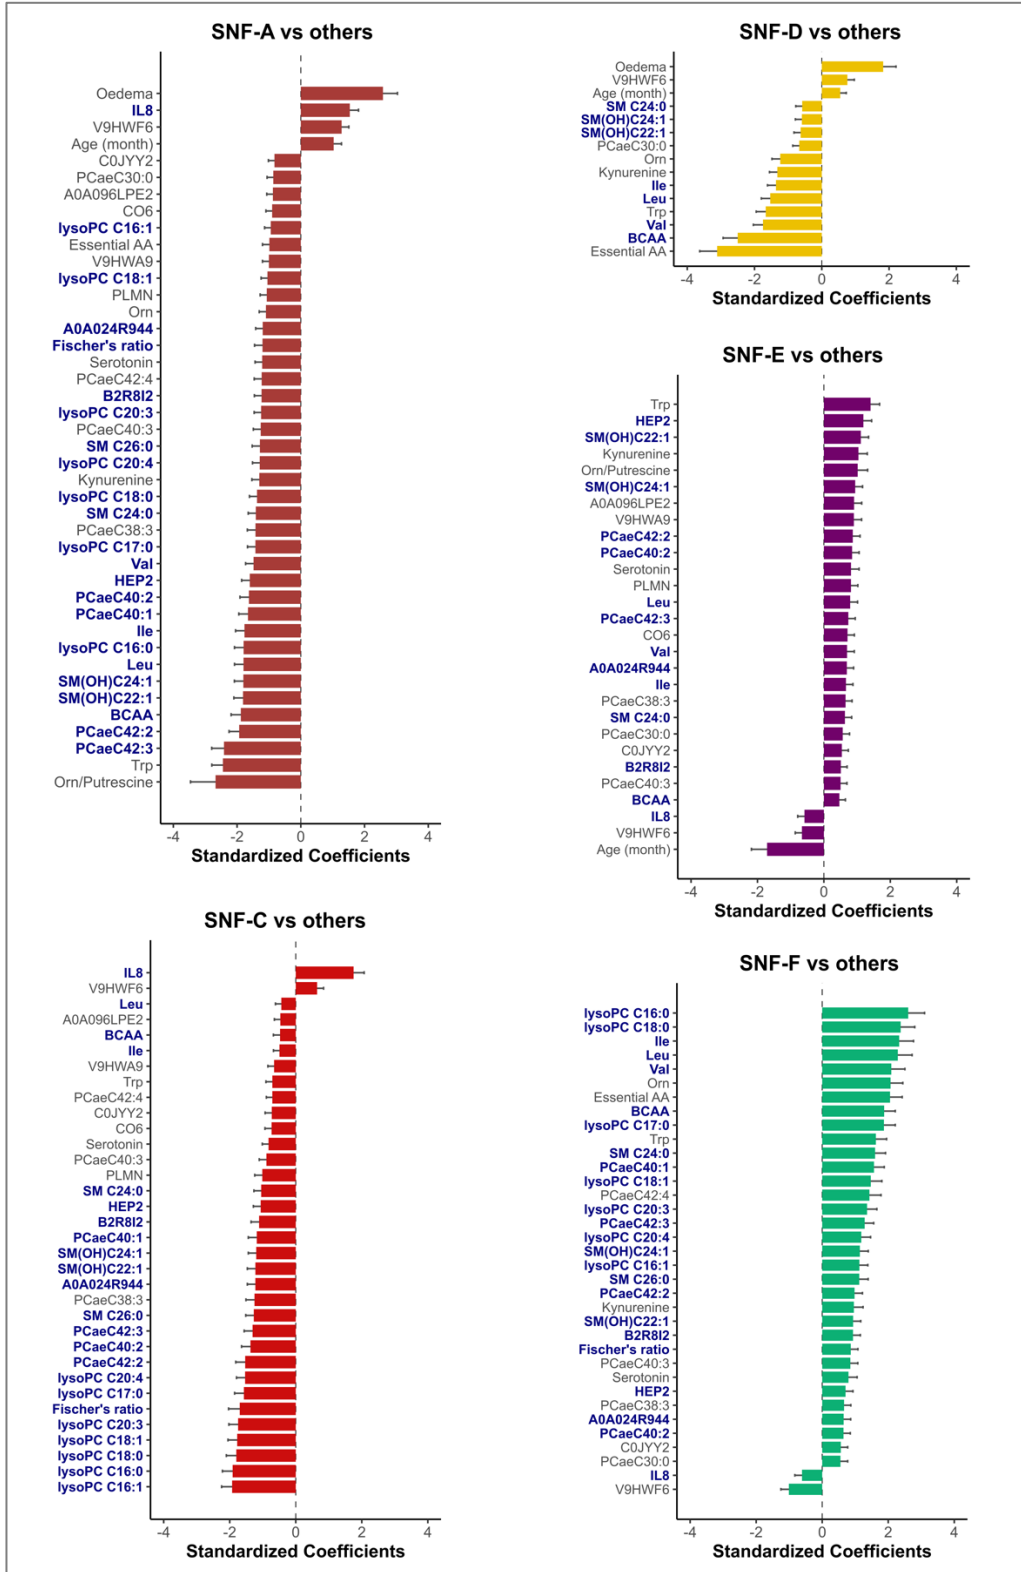 SNF-A vs others
Oedema
IL8
V9HWF6
Age (month)
C0JYY2
PCaeC30:0
A0A096LPE2
CO6
lysoPC C16:1
Essential AA
V9HWA9
lysoPC C18:1
PLMN
Orn
A0A024R944
Fischer's ratio
Serotonin
PCaeC42:4
B2R8I2
lysoPC C20:3
PCaeC40:3
SM C26:0
lysoPC C20:4
Kynurenine
lysoPC C18:0
SM C24:0
PCaeC38:3
lysoPC C17:0
Val
HEP2
PCaeC40:2
PCaeC40:1
Ile
lysoPC C16:0
Leu
SM(OH)C24:1
SM(OH)C22:1
BCAA
PCaeC42:2
PCaeC42:3
Trp
Orn/Putrescine
-4 -2 0 2 4
Standardized Coefficients
SNF-C vs others
IL8
V9HWF6
Leu
A0A096LPE2
BCAA
Ile
V9HWA9
Trp
PCaeC42:4
C0JYY2
CO6
Serotonin
PCaeC40:3
PLMN
SM C24:0
HEP2
B2R8I2
PCaeC40:1
SM(OH)C24:1
SM(OH)C22:1
A0A024R944
PCaeC38:3
SM C26:0
PCaeC42:3
PCaeC40:2
PCaeC42:2
lysoPC C20:4
lysoPC C17:0
Fischer's ratio
lysoPC C20:3
lysoPC C18:1
lysoPC C18:0
lysoPC C16:0
lysoPC C16:1
-4 -2 0 2 4
Standardized Coefficients
SNF-D vs others
Oedema
V9HWF6
Age (month)
SM C24:0
SM(OH)C24:1
SM(OH)C22:1
PCaeC30:0
Orn
Kynurenine
Ile
Leu
Trp
Val
BCAA
Essential AA
-4 -2 0 2 4
Standardized Coefficients
SNF-E vs others
Trp
HEP2
SM(OH)C22:1
Kynurenine
Orn/Putrescine
SM(OH)C24:1
A0A096LPE2
V9HWA9
PCaeC42:2
PCaeC40:2
Serotonin
PLMN
Leu
PCaeC42:3
CO6
Val
A0A024R944
Ile
PCaeC38:3
SM C24:0
PCaeC30:0
C0JYY2
B2R8I2
PCaeC40:3
BCAA
IL8
V9HWF6
Age (month)
-4 -2 0 2 4
Standardized Coefficients
SNF-F vs others
lysoPC C16:0
lysoPC C18:0
Ile
Leu
Val
Orn
Essential AA
BCAA
lysoPC C17:0
Trp
SM C24:0
PCaeC40:1
lysoPC C18:1
PCaeC42:4
lysoPC C20:3
PCaeC42:3
lysoPC C20:4
SM(OH)C24:1
lysoPC C16:1
SM C26:0
PCaeC42:2
Kynurenine
SM(OH)C22:1
B2R8I2
Fischer's ratio
PCaeC40:3
Serotonin
HEP2
PCaeC38:3
A0A024R944
PCaeC40:2
C0JYY2
PCaeC30:0
IL8
V9HWF6
-4 -2 0 2 4
Standardized Coefficients